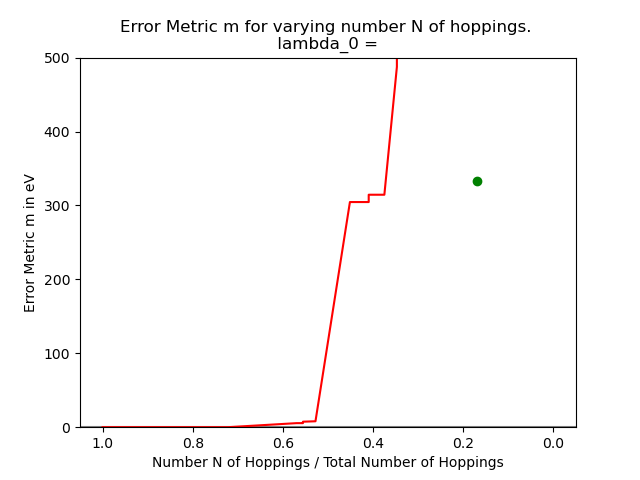 Error Metric m for varying number N of hoppings.
lambda_0 =
500
400
300
200
100
0
Error Metric m in eV
1.0 0.8 0.6 0.4 0.2 0.0
Number N of Hoppings / Total Number of Hoppings